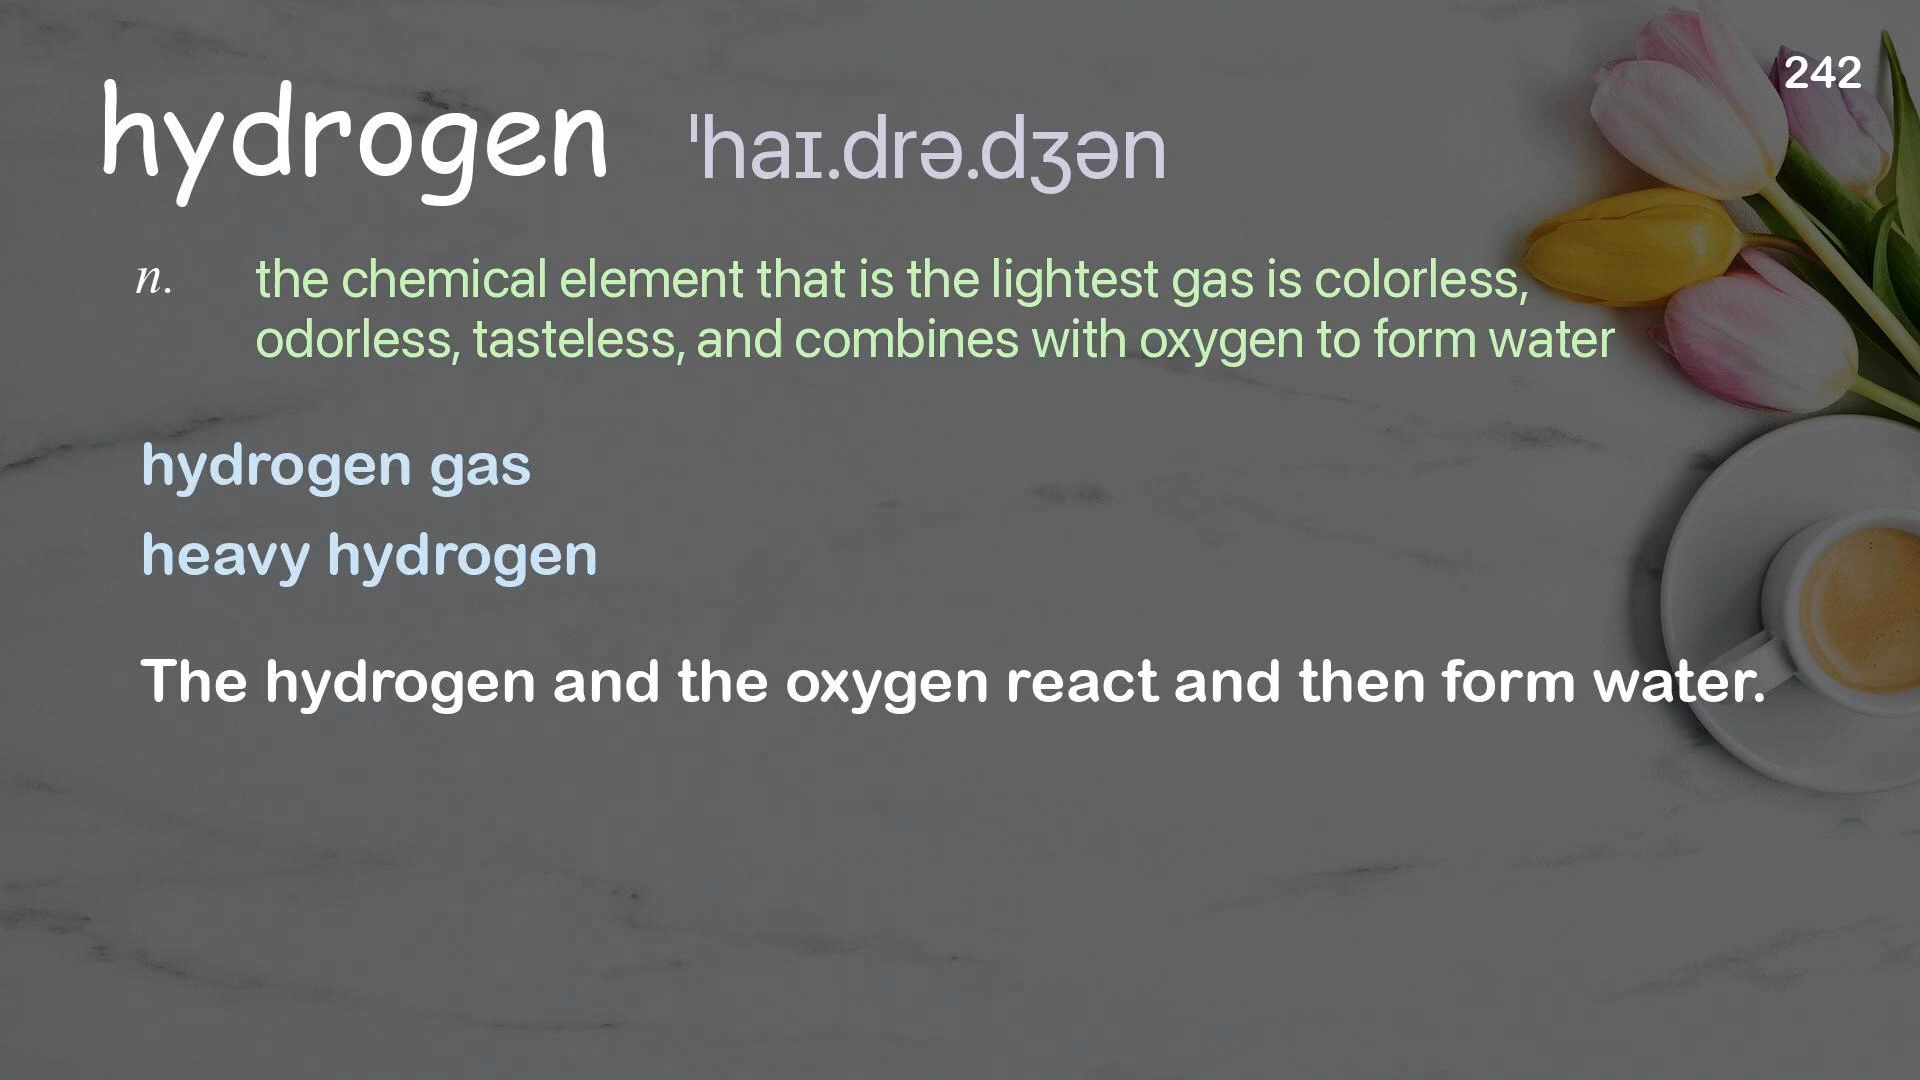 242
hydrogen ˈhaɪ.drə.dʒən
n. the chemical element that is the lightest gas is colorless,
odorless, tasteless, and combines with oxygen to form water
hydrogen gas
heavy hydrogen
The hydrogen and the oxygen react and then form water.